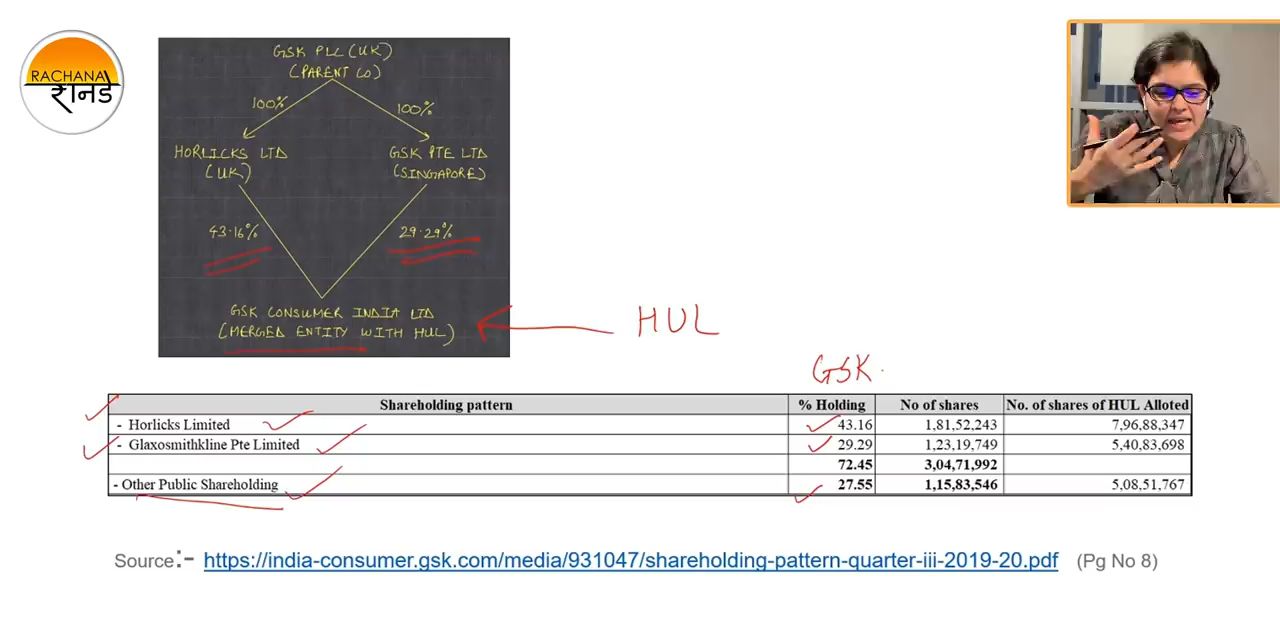 RACHANA
रानडे
GSK PLC (UK)
(PARENT CO)
100% 100%
HORLICKS LTD GSK PTE LTD
(UK) (SINGAPORE)
43.16% 29.29%
GSK CONSUMER INDIA LTD
(MERGED ENTITY WITH HUL)
HUL
GSK.
Shareholding pattern % Holding No of shares No. of shares of HUL Alloted
- Horlicks Limited 43.16 1,81,52,243 7,96,88,347
- Glaxosmithkline Pte Limited 29.29 1,23,19,749 5,40,83,698
72.45 3,04,71,992
- Other Public Shareholding 27.55 1,15,83,546 5,08,51,767
Source:- https://india-consumer.gsk.com/media/931047/shareholding-pattern-quarter-iii-2019-20.pdf (Pg No 8)